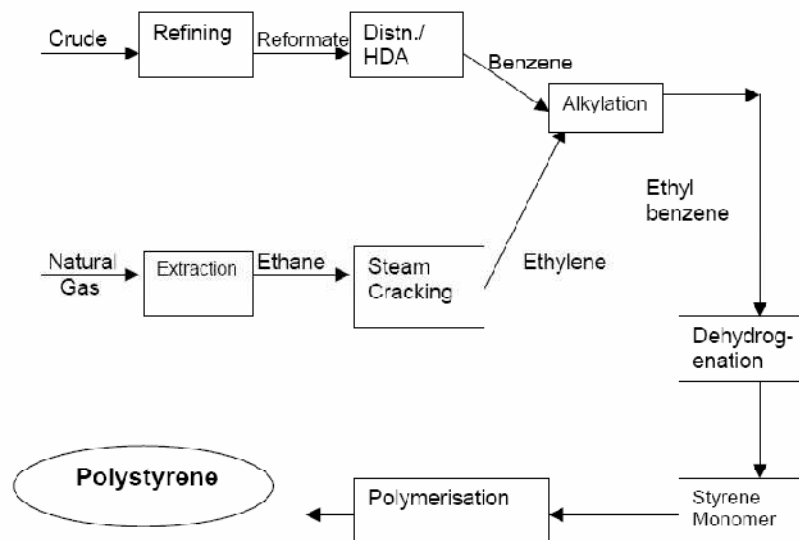 Crude
Refining
Reformate
Distn./
HDA
Benzene
Alkylation
Ethyl
benzene
Natural
Gas
Extraction
Ethane
Steam
Cracking
Ethylene
Dehydrog-
enation
Polystyrene
Polymerisation
Styrene
Monomer